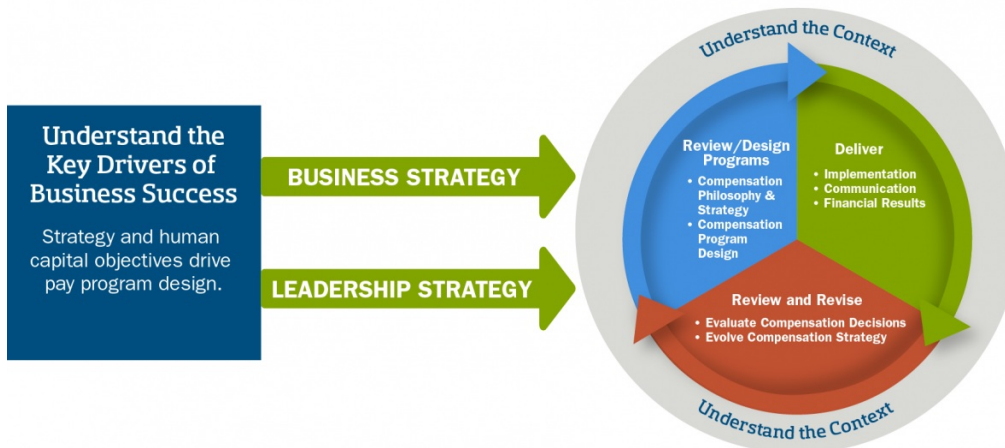 Understand the
Key Drivers of
Business Success
Strategy and human
capital objectives drive
pay program design.
BUSINESS STRATEGY
LEADERSHIP STRATEGY
Understand the Context
Review/Design
Programs
• Compensation
Philosophy &
Strategy
• Compensation
Program
Design
Deliver
• Implementation
• Communication
• Financial Results
Review and Revise
• Evaluate Compensation Decisions
• Evolve Compensation Strategy
Understand the Context